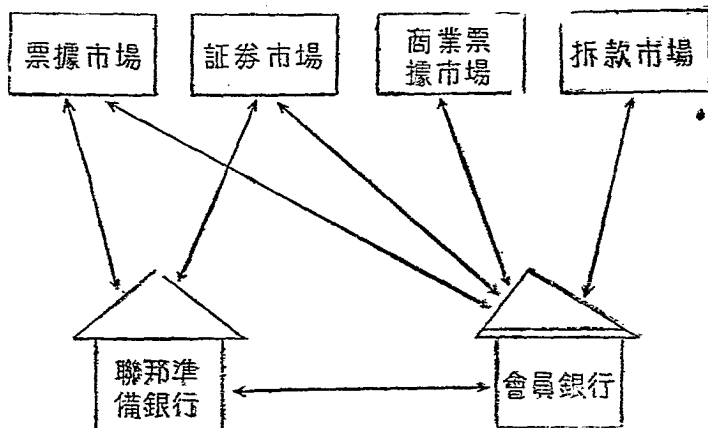 票據市場
証券市場
商業票
據市場
拆款市場
聯邦準
備銀行
會員銀行